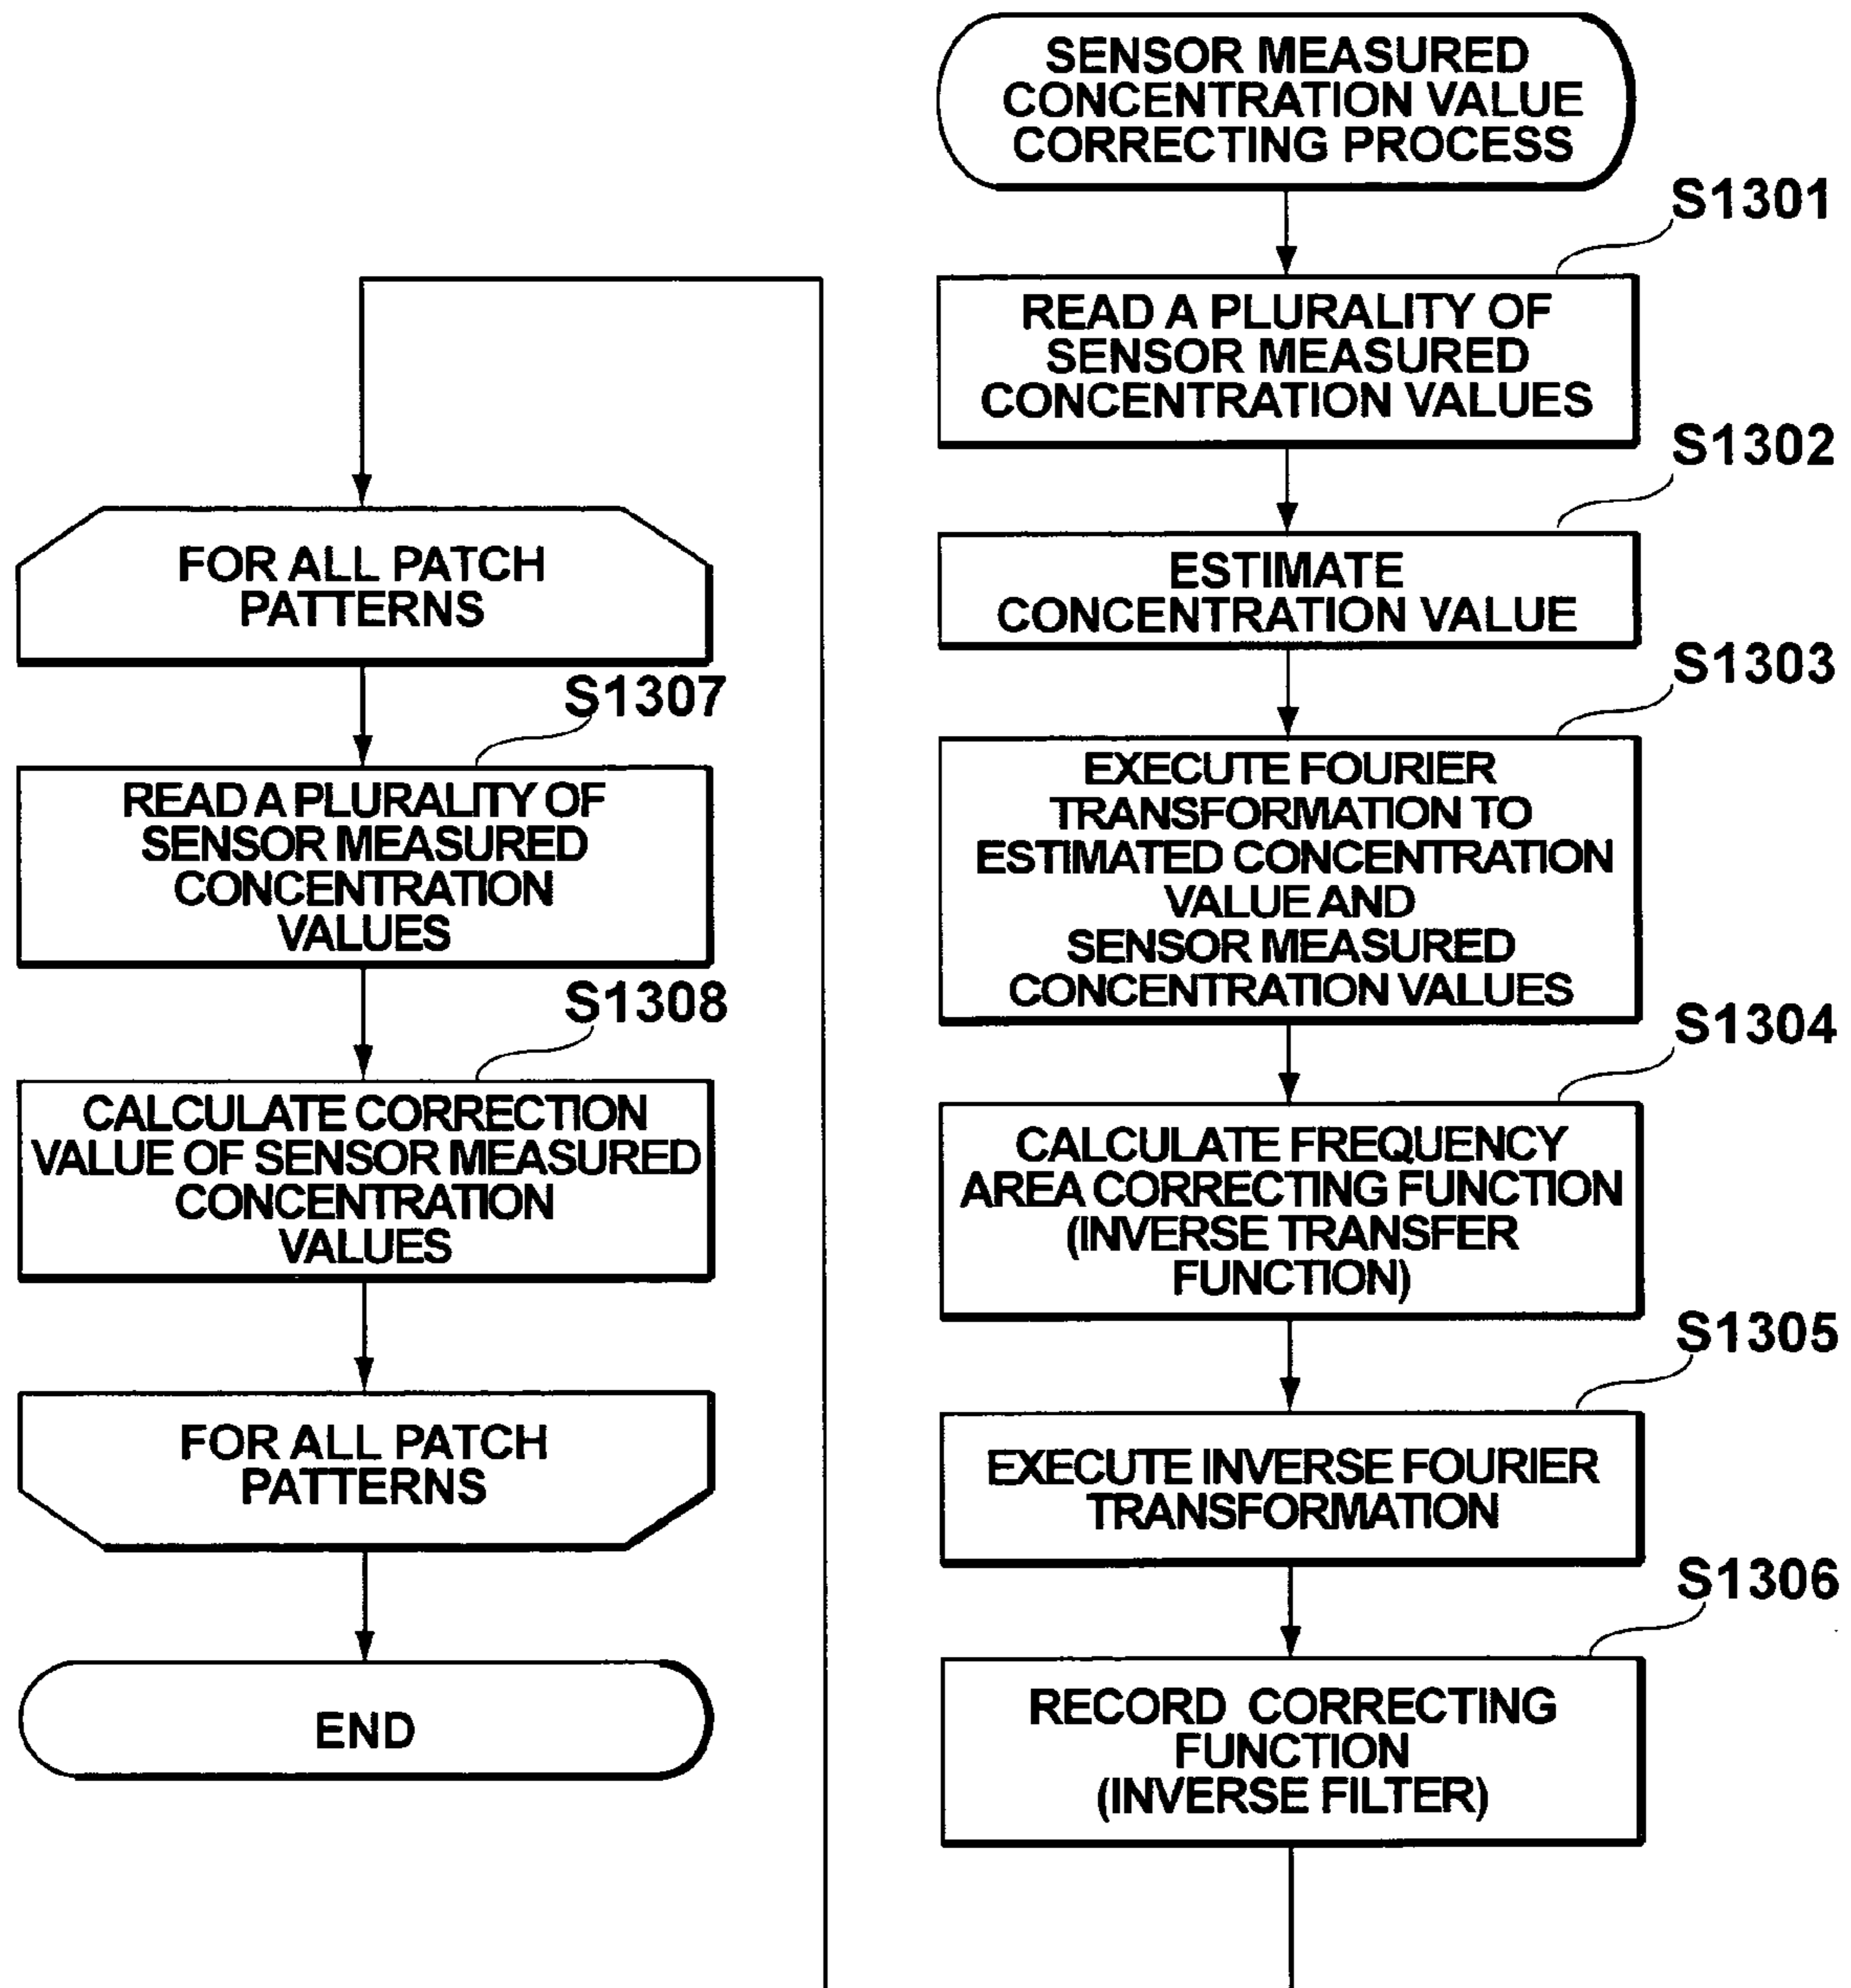 SENSOR MEASURED
CONCENTRATION VALUE
CORRECTING PROCESS
S1301
READ A PLURALITY OF
SENSOR MEASURED
CONCENTRATION VALUES
S1302
ESTIMATE
CONCENTRATION VALUE
S1303
EXECUTE FOURIER
TRANSFORMATION TO
ESTIMATED CONCENTRATION
VALUE AND
SENSOR MEASURED
CONCENTRATION VALUES
S1304
CALCULATE FREQUENCY
AREA CORRECTING FUNCTION
(INVERSE TRANSFER
FUNCTION)
S1305
EXECUTE INVERSE FOURIER
TRANSFORMATION
S1306
RECORD CORRECTING
FUNCTION
(INVERSE FILTER)
FOR ALL PATCH
PATTERNS
S1307
READ A PLURALITY OF
SENSOR MEASURED
CONCENTRATION
VALUES
S1308
CALCULATE CORRECTION
VALUE OF SENSOR MEASURED
CONCENTRATION
VALUES
FOR ALL PATCH
PATTERNS
END